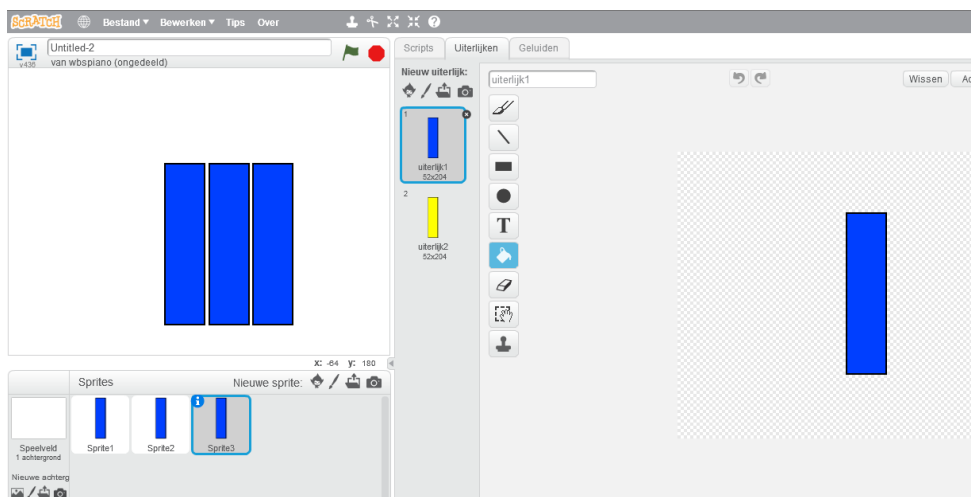 SCRATCH Bestand Bewerken Tips Over
Untitled-2
v436 van wbspiano (ongedeeld)
Scripts Uiterlijken Geluiden
Nieuw uiterlijk:
uiterlijk1
Wissen
1
uiterlijk1
52x204
2
uiterlijk2
52x204
T
x: -64 y: 180
Sprites Nieuwe sprite:
Speelveld
1 achtergrond
Sprite1 Sprite2 Sprite3
Nieuwe achterg